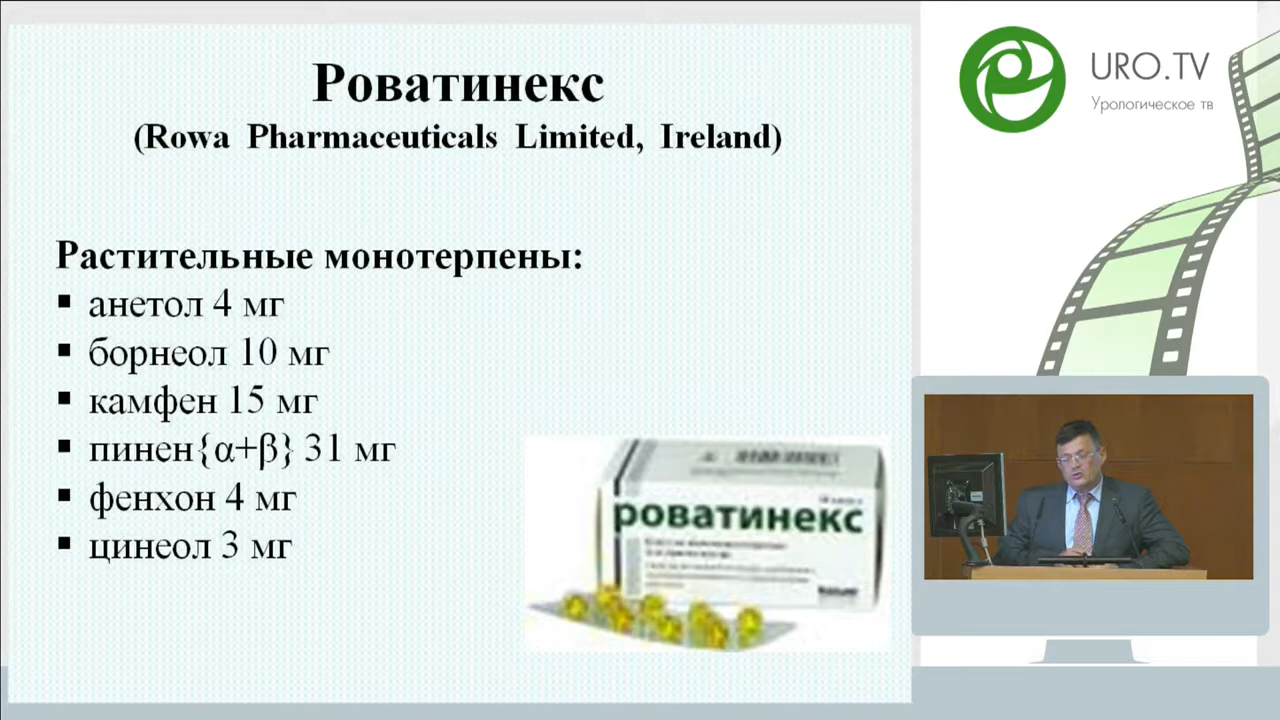 Роватинекс
(Rowa Pharmaceuticals Limited, Ireland)
Растительные монотерпены:
▪ анетол 4 мг
▪ борнеол 10 мг
▪ камфен 15 мг
▪ пинен{α+β} 31 мг
▪ фенхон 4 мг
▪ цинеол 3 мг
роватинекс
URO.TV
Урологическое тв